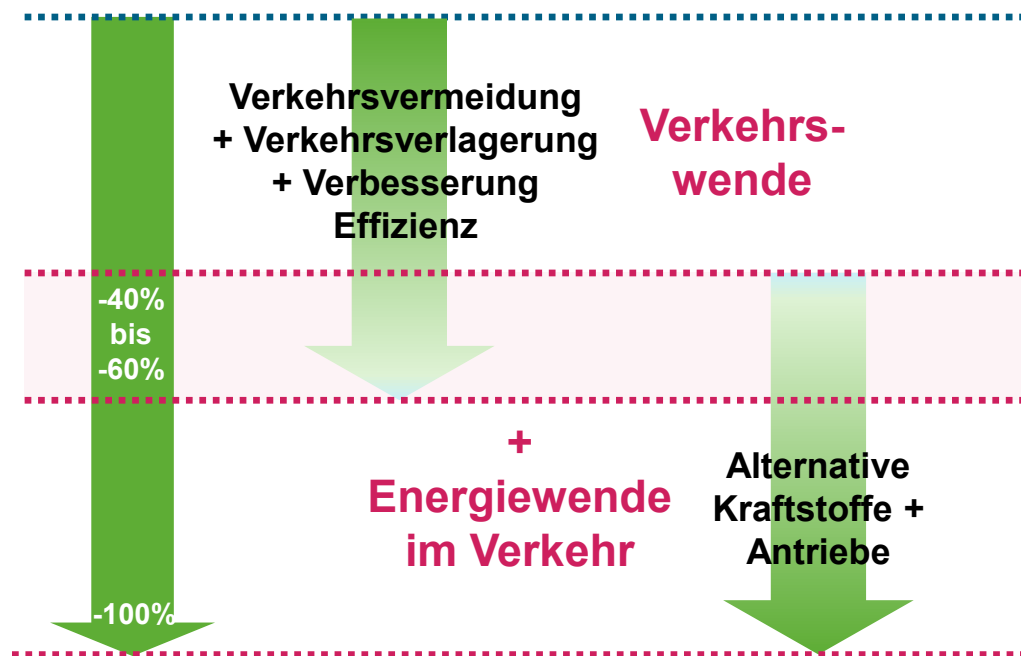 Verkehrsvermeidung
+ Verkehrsverlagerung
+ Verbesserung
Effizienz
Verkehrs-
wende
-40%
bis
-60%
+
Energiewende
im Verkehr
Alternative
Kraftstoffe +
Antriebe
-100%